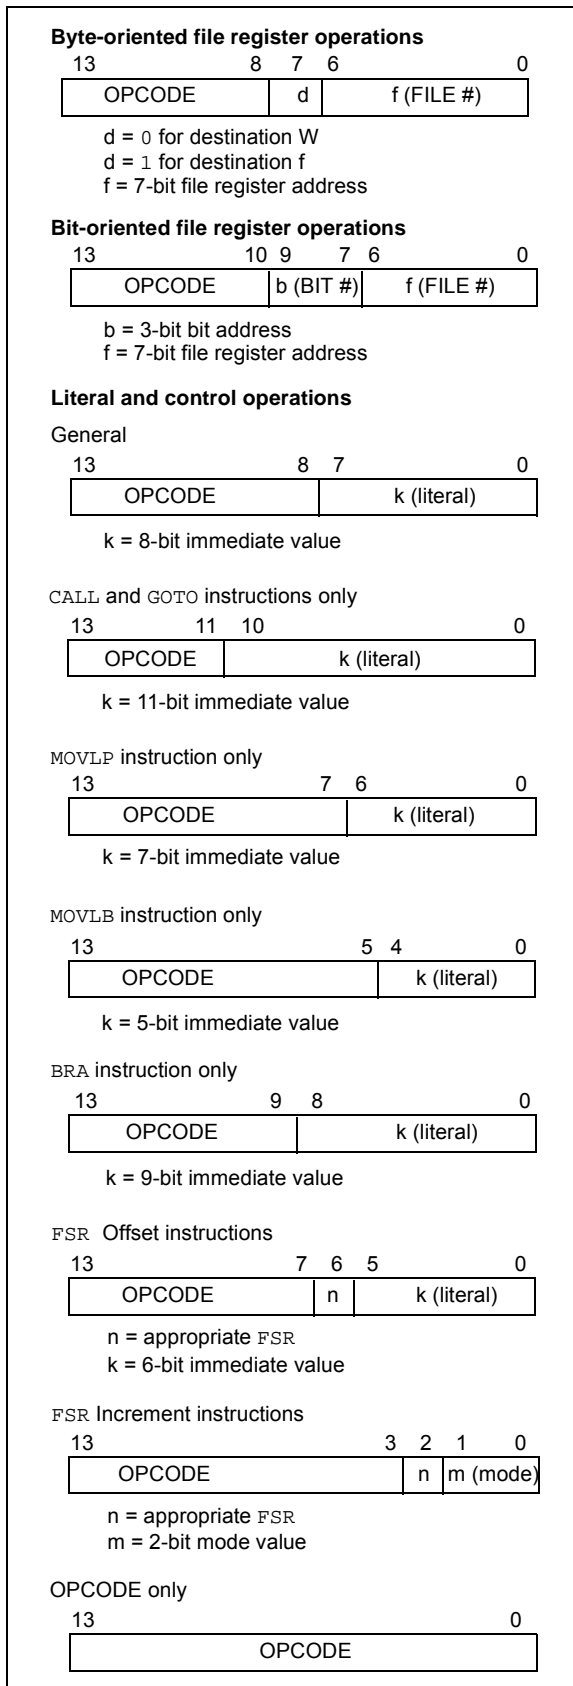 Byte-oriented file register operations
13 8 7 6 0
OPCODE d f (FILE #)
d = 0 for destination W
d = 1 for destination f
f = 7-bit file register address
Bit-oriented file register operations
13 10 9 7 6 0
OPCODE b (BIT #) f (FILE #)
b = 3-bit bit address
f = 7-bit file register address
Literal and control operations
General
13 8 7 0
OPCODE k (literal)
k = 8-bit immediate value
CALL and GOTO instructions only
13 11 10 0
OPCODE k (literal)
k = 11-bit immediate value
MOVLP instruction only
13 7 6 0
OPCODE k (literal)
k = 7-bit immediate value
MOVLB instruction only
13 5 4 0
OPCODE k (literal)
k = 5-bit immediate value
BRA instruction only
13 9 8 0
OPCODE k (literal)
k = 9-bit immediate value
FSR Offset instructions
13 7 6 5 0
OPCODE n k (literal)
n = appropriate FSR
k = 6-bit immediate value
FSR Increment instructions
13 3 2 1 0
OPCODE n m (mode)
n = appropriate FSR
m = 2-bit mode value
OPCODE only
13 0
OPCODE